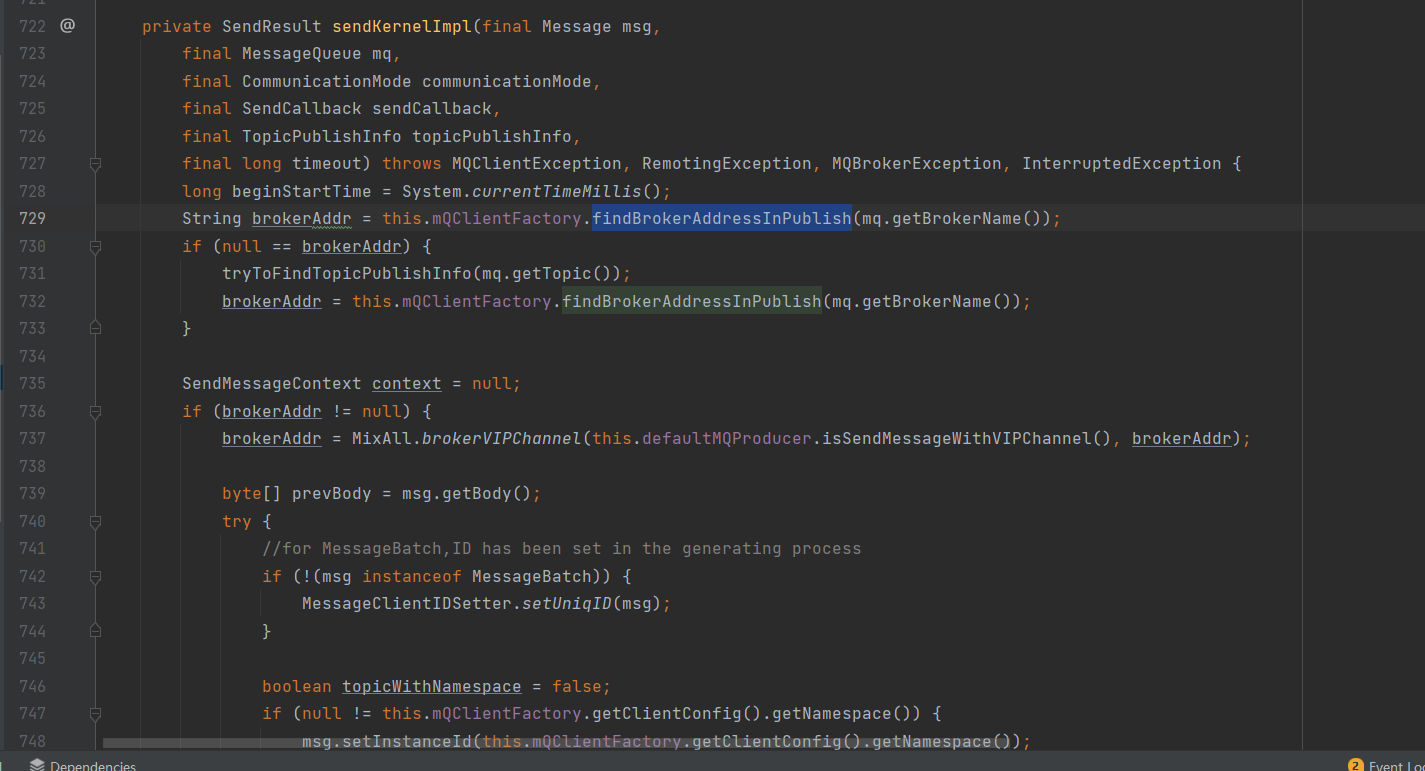 721
722 @ private SendResult sendKernelImpl(final Message msg,
723 final MessageQueue mq,
724 final CommunicationMode communicationMode,
725 final SendCallback sendCallback,
726 final TopicPublishInfo topicPublishInfo,
727 final long timeout) throws MQClientException, RemotingException, MQBrokerException, InterruptedException {
728 long beginStartTime = System.currentTimeMillis();
729 String brokerAddr = this.mQClientFactory.findBrokerAddressInPublish(mq.getBrokerName());
730 if (null == brokerAddr) {
731 tryToFindTopicPublishInfo(mq.getTopic());
732 brokerAddr = this.mQClientFactory.findBrokerAddressInPublish(mq.getBrokerName());
733 }
734
735 SendMessageContext context = null;
736 if (brokerAddr != null) {
737 brokerAddr = MixAll.brokerVIPChannel(this.defaultMQProducer.isSendMessageWithVIPChannel(), brokerAddr);
738
739 byte[] prevBody = msg.getBody();
740 try {
741 //for MessageBatch,ID has been set in the generating process
742 if (!(msg instanceof MessageBatch)) {
743 MessageClientIDSetter.setUniqID(msg);
744 }
745
746 boolean topicWithNamespace = false;
747 if (null != this.mQClientFactory.getClientConfig().getNamespace()) {
748 msg.setInstanceId(this.mQClientFactory.getClientConfig().getNamespace());
Dependencies 2 Event Lo